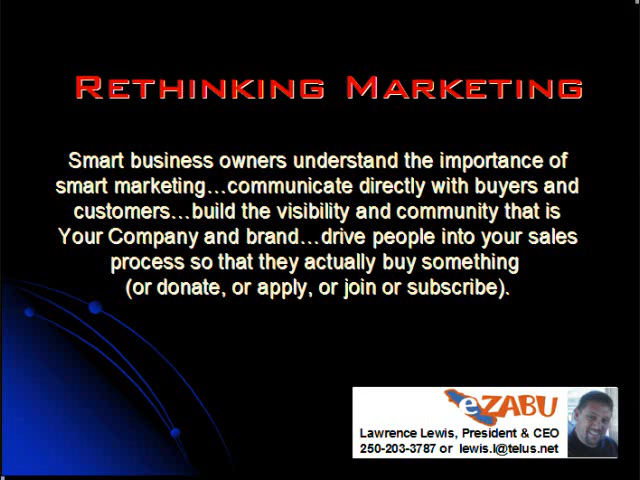 Rethinking Marketing
Smart business owners understand the importance of
smart marketing...communicate directly with buyers and
customers...build the visibility and community that is
Your Company and brand...drive people into your sales
process so that they actually buy something
(or donate, or apply, or join or subscribe).
eZABU
Lawrence Lewis, President & CEO
250-203-3787 or lewis.l@telus.net